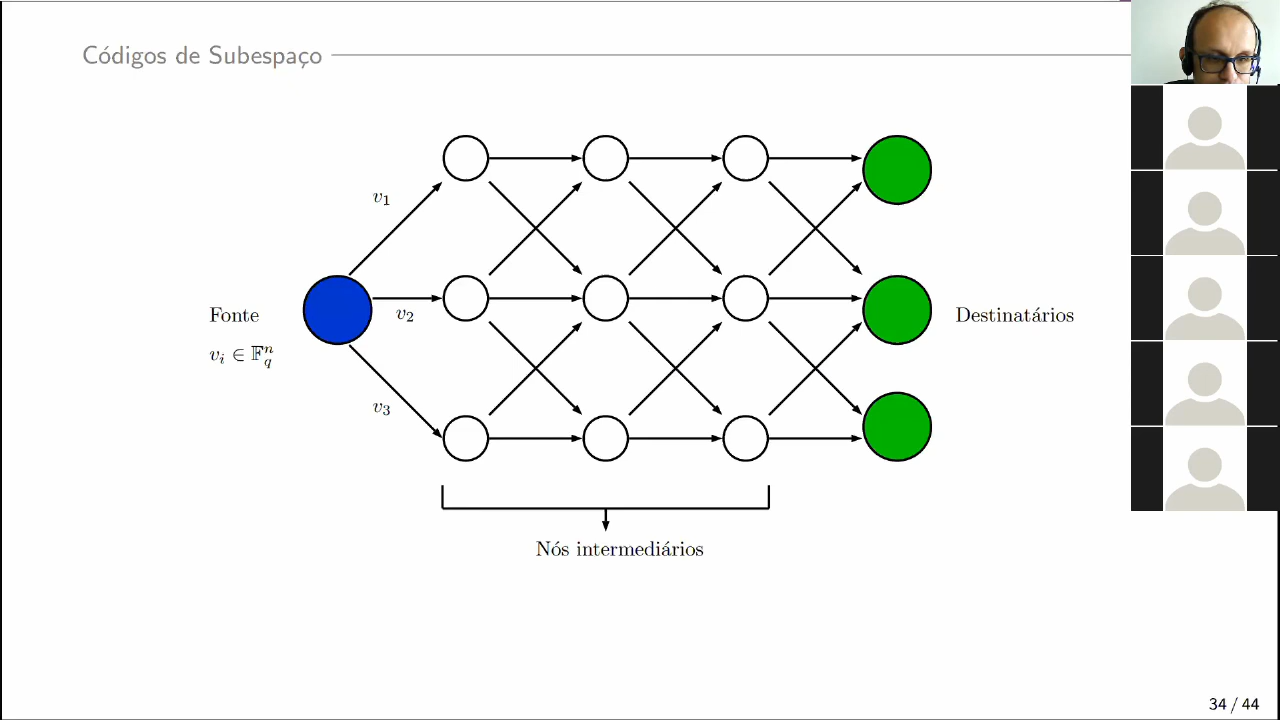 Códigos de Subespaço
v₁
Fonte
v₂
Destinatários
vᵢ ∈ 𝔽_q^n
v₃
Nós intermediários
34 / 44